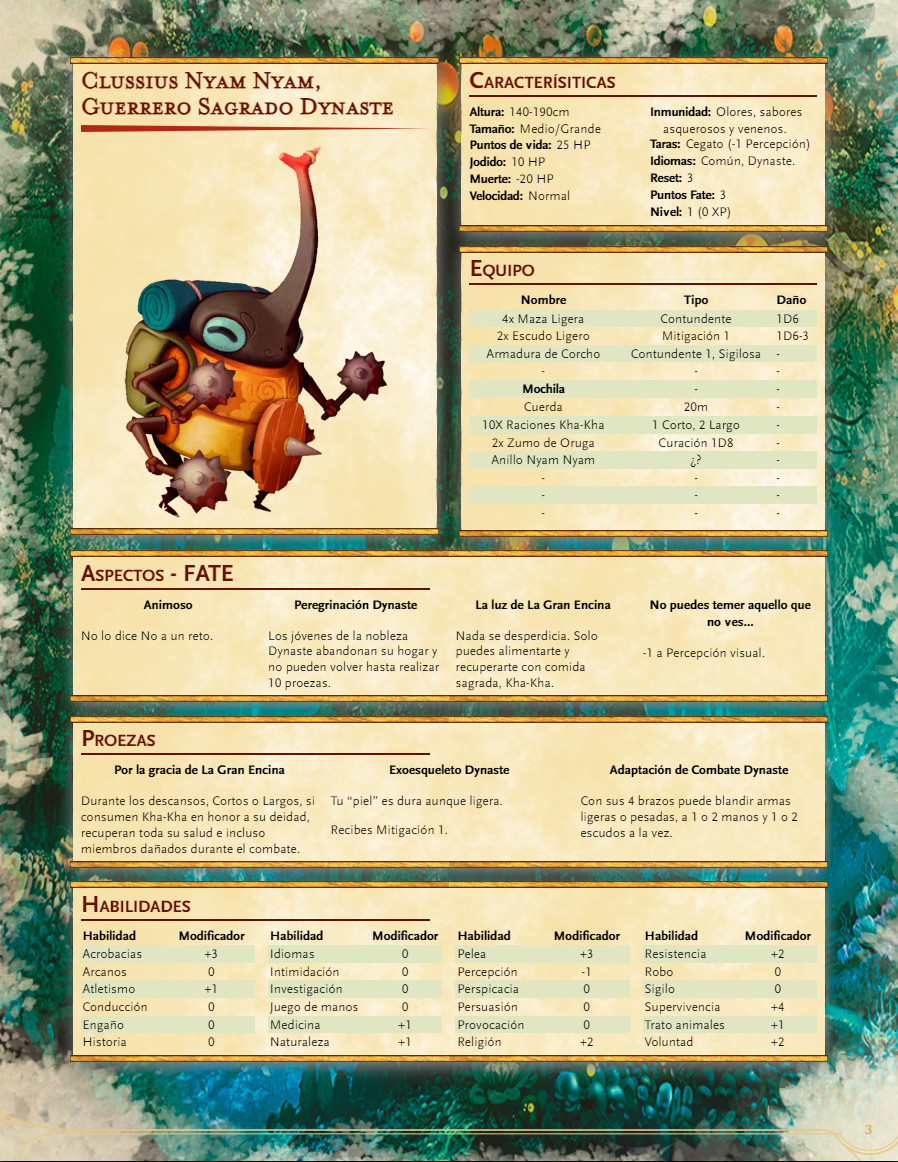 Clussius Nyam Nyam,
Guerrero Sagrado Dynaste
Caracterísiticas
Altura: 140-190cm
Tamaño: Medio/Grande
Puntos de vida: 25 HP
Jodido: 10 HP
Muerte: -20 HP
Velocidad: Normal
Inmunidad: Olores, sabores
asquerosos y venenos.
Taras: Cegato (-1 Percepción)
Idiomas: Común, Dynaste.
Reset: 3
Puntos Fate: 3
Nivel: 1 (0 XP)
Equipo
Nombre Tipo Daño
4x Maza Ligera Contundente 1D6
2x Escudo Ligero Mitigación 1 1D6-3
Armadura de Corcho Contundente 1, Sigilosa -
- - -
Mochila - -
Cuerda 20m -
10X Raciones Kha-Kha 1 Corto, 2 Largo -
2x Zumo de Oruga Curación 1D8 -
Anillo Nyam Nyam ¿? -
- - -
- - -
- - -
Aspectos - FATE
Animoso
No lo dice No a un reto.
Peregrinación Dynaste
Los jóvenes de la nobleza
Dynaste abandonan su hogar y
no pueden volver hasta realizar
10 proezas.
La luz de La Gran Encina
Nada se desperdicia. Solo
puedes alimentarte y
recuperarte con comida
sagrada, Kha-Kha.
No puedes temer aquello que
no ves...
-1 a Percepción visual.
Proezas
Por la gracia de La Gran Encina
Durante los descansos, Cortos o Largos, si
consumen Kha-Kha en honor a su deidad,
recuperan toda su salud e incluso
miembros dañados durante el combate.
Exoesqueleto Dynaste
Tu “piel” es dura aunque ligera.
Recibes Mitigación 1.
Adaptación de Combate Dynaste
Con sus 4 brazos puede blandir armas
ligeras o pesadas, a 1 o 2 manos y 1 o 2
escudos a la vez.
Habilidades
Habilidad Modificador Habilidad Modificador Habilidad Modificador Habilidad Modificador
Acrobacias +3 Idiomas 0 Pelea +3 Resistencia +2
Arcanos 0 Intimidación 0 Percepción -1 Robo 0
Atletismo +1 Investigación 0 Perspicacia 0 Sigilo 0
Conducción 0 Juego de manos 0 Persuasión 0 Supervivencia +4
Engaño 0 Medicina +1 Provocación 0 Trato animales +1
Historia 0 Naturaleza +1 Religión +2 Voluntad +2
3